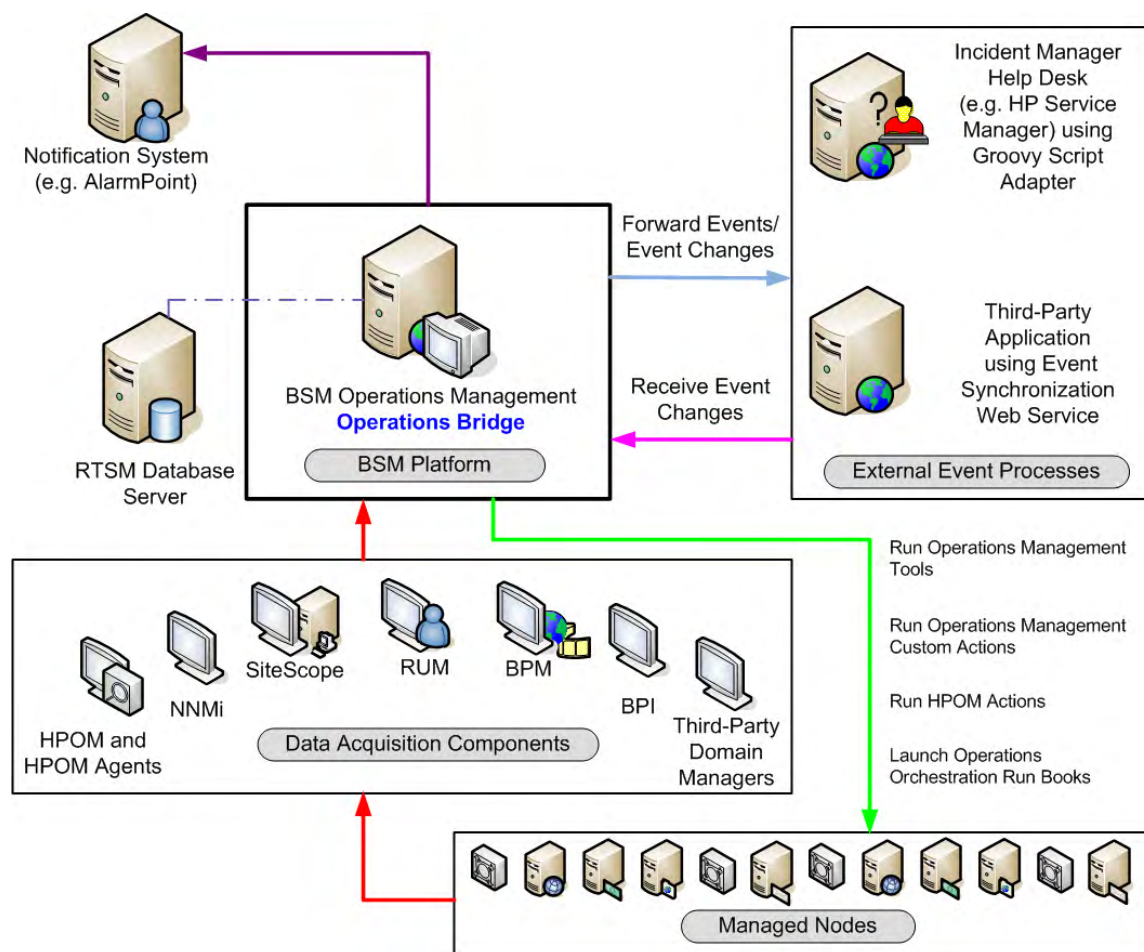 Notification System
(e.g. AlarmPoint)
Incident Manager
Help Desk
(e.g. HP Service
Manager) using
Groovy Script
Adapter
?
Forward Events/
Event Changes
BSM Operations Management
Operations Bridge
BSM Platform
RTSM Database
Server
Receive Event
Changes
Third-Party
Application
using Event
Synchronization
Web Service
External Event Processes
Run Operations Management
Tools
Run Operations Management
Custom Actions
Run HPOM Actions
Launch Operations
Orchestration Run Books
HPOM and
HPOM Agents
NNMi
SiteScope
RUM
BPM
BPI
Third-Party
Domain
Managers
Data Acquisition Components
Managed Nodes